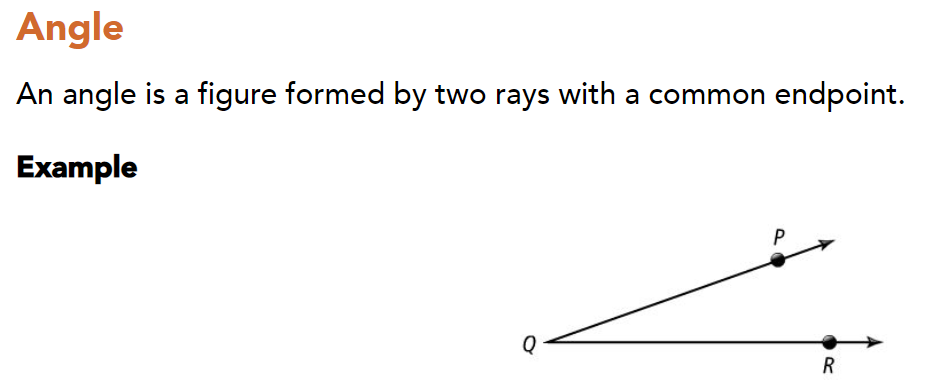 Angle
An angle is a figure formed by two rays with a common endpoint.
Example
P
Q
R